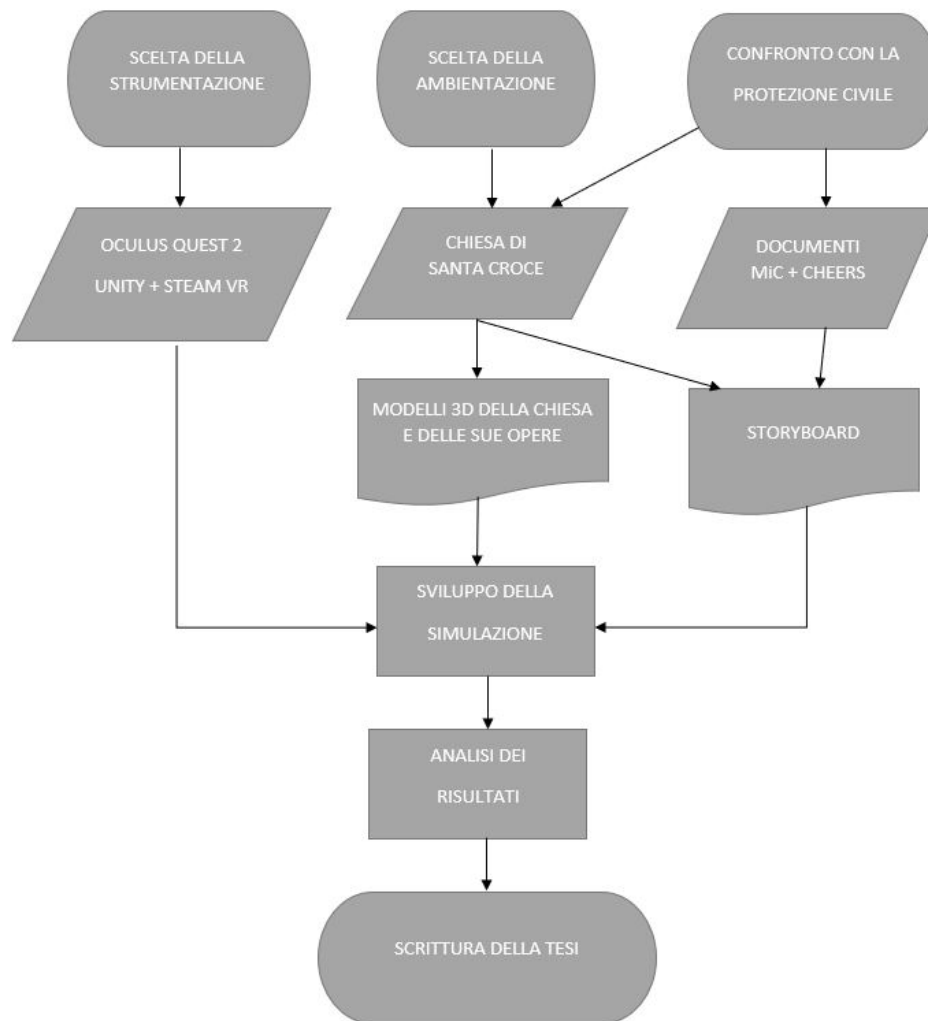 SCELTA DELLA
STRUMENTAZIONE
SCELTA DELLA
AMBIENTAZIONE
CONFRONTO CON LA
PROTEZIONE CIVILE
OCULUS QUEST 2
UNITY + STEAM VR
CHIESA DI
SANTA CROCE
DOCUMENTI
MiC + CHEERS
MODELLI 3D DELLA CHIESA
E DELLE SUE OPERE
STORYBOARD
SVILUPPO DELLA
SIMULAZIONE
ANALISI DEI
RISULTATI
SCRITTURA DELLA TESI